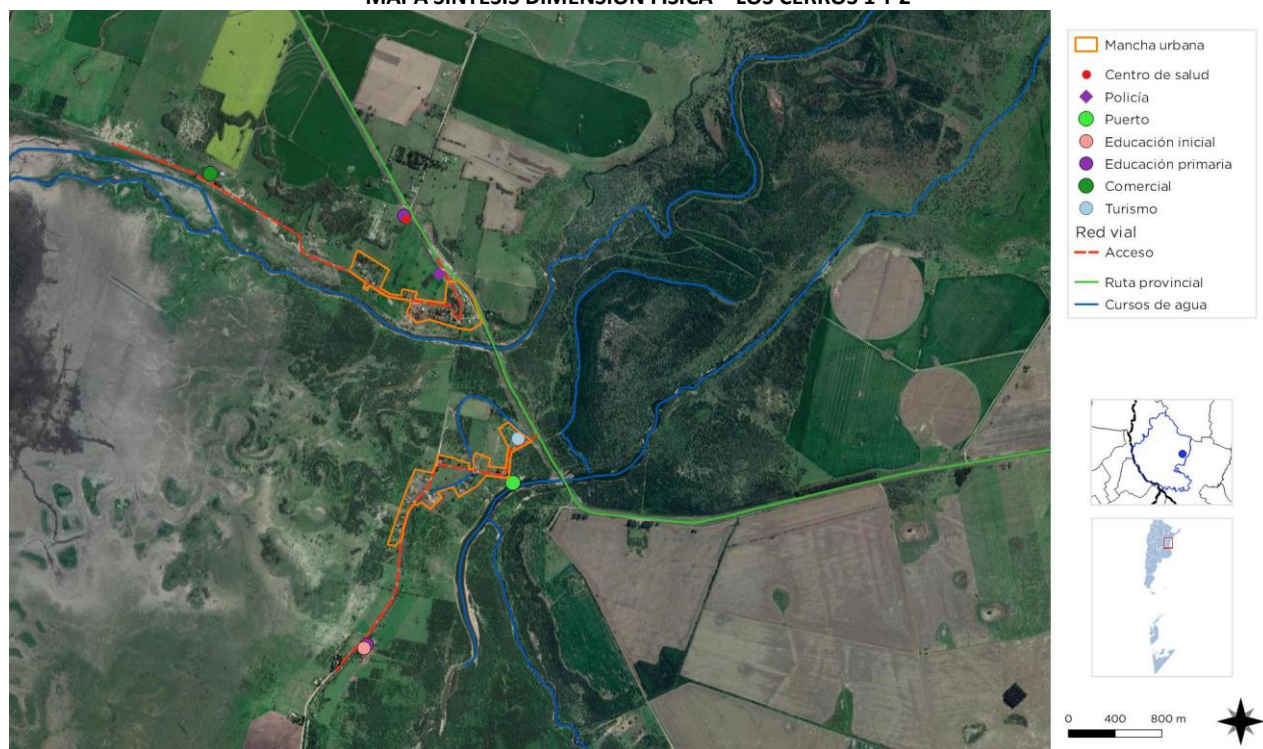 MAPA SÍNTESIS DIMENSIÓN FÍSICA – LOS CERROS 1 Y 2
Mancha urbana
Centro de salud
Policía
Puerto
Educación inicial
Educación primaria
Comercial
Turismo
Red vial
Acceso
Ruta provincial
Cursos de agua
0 400 800 m